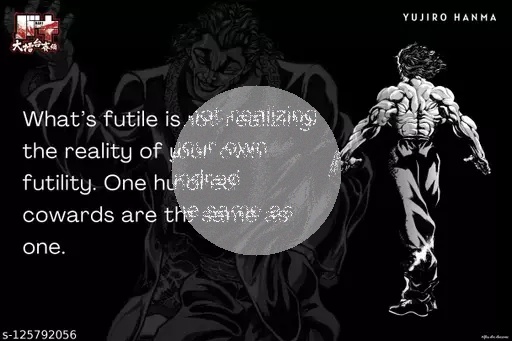 YUJIRO HANMA
What's futile is not realizing
the reality of your own
futility. One hundred
cowards are the same as
one.
s-125792056